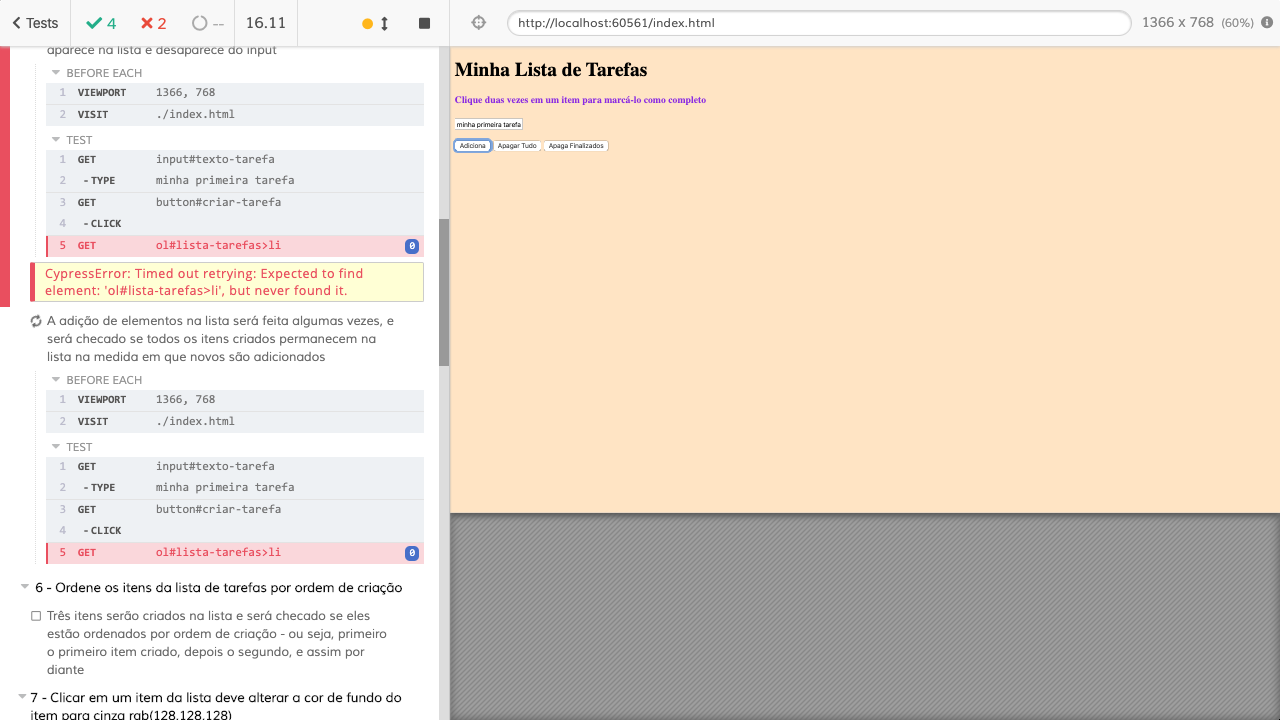 Tests
4
2
--
16.11
http://localhost:60561/index.html
1366 x 768 (60%)
aparece na lista e desaparece do input
BEFORE EACH
1 VIEWPORT 1366, 768
2 VISIT ./index.html
TEST
1 GET input#texto-tarefa
2 - TYPE minha primeira tarefa
3 GET button#criar-tarefa
4 - CLICK
5 GET ol#lista-tarefas>li 0
CypressError: Timed out retrying: Expected to find
element: 'ol#lista-tarefas>li', but never found it.
A adição de elementos na lista será feita algumas vezes, e
será checado se todos os itens criados permanecem na
lista na medida em que novos são adicionados
BEFORE EACH
1 VIEWPORT 1366, 768
2 VISIT ./index.html
TEST
1 GET input#texto-tarefa
2 - TYPE minha primeira tarefa
3 GET button#criar-tarefa
4 - CLICK
5 GET ol#lista-tarefas>li 0
6 - Ordene os itens da lista de tarefas por ordem de criação
Três itens serão criados na lista e será checado se eles
estão ordenados por ordem de criação - ou seja, primeiro
o primeiro item criado, depois o segundo, e assim por
diante
7 - Clicar em um item da lista deve alterar a cor de fundo do
item para cinza rgb(128,128,128)
Minha Lista de Tarefas
Clique duas vezes em um item para marcá-lo como completo
minha primeira tarefa
Adiciona Apagar Tudo Apaga Finalizados